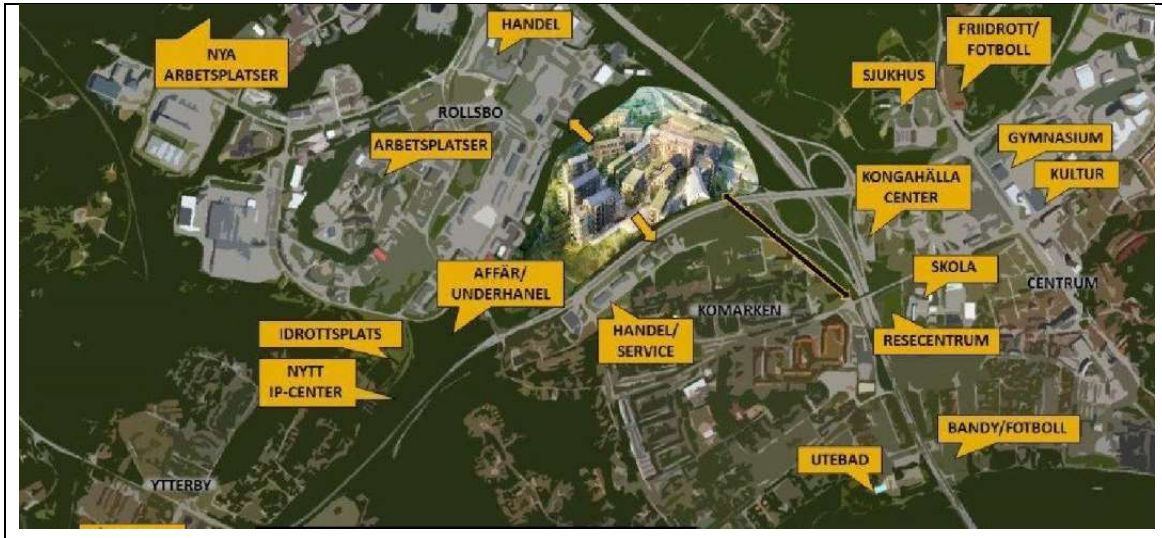 HANDEL
NYA
ARBETSPLATSER
FRIIDROTT/
FOTBOLL
SJUKHUS
ROLLSBO
ARBETSPLATSER
GYMNASIUM
KONGAHÄLLA
CENTER
KULTUR
AFFÄR/
UNDERHANEL
SKOLA
CENTRUM
KOMARKEN
IDROTTSPLATS
HANDEL/
SERVICE
RESECENTRUM
NYTT
IP-CENTER
BANDY/FOTBOLL
UTEBAD
YTTERBY